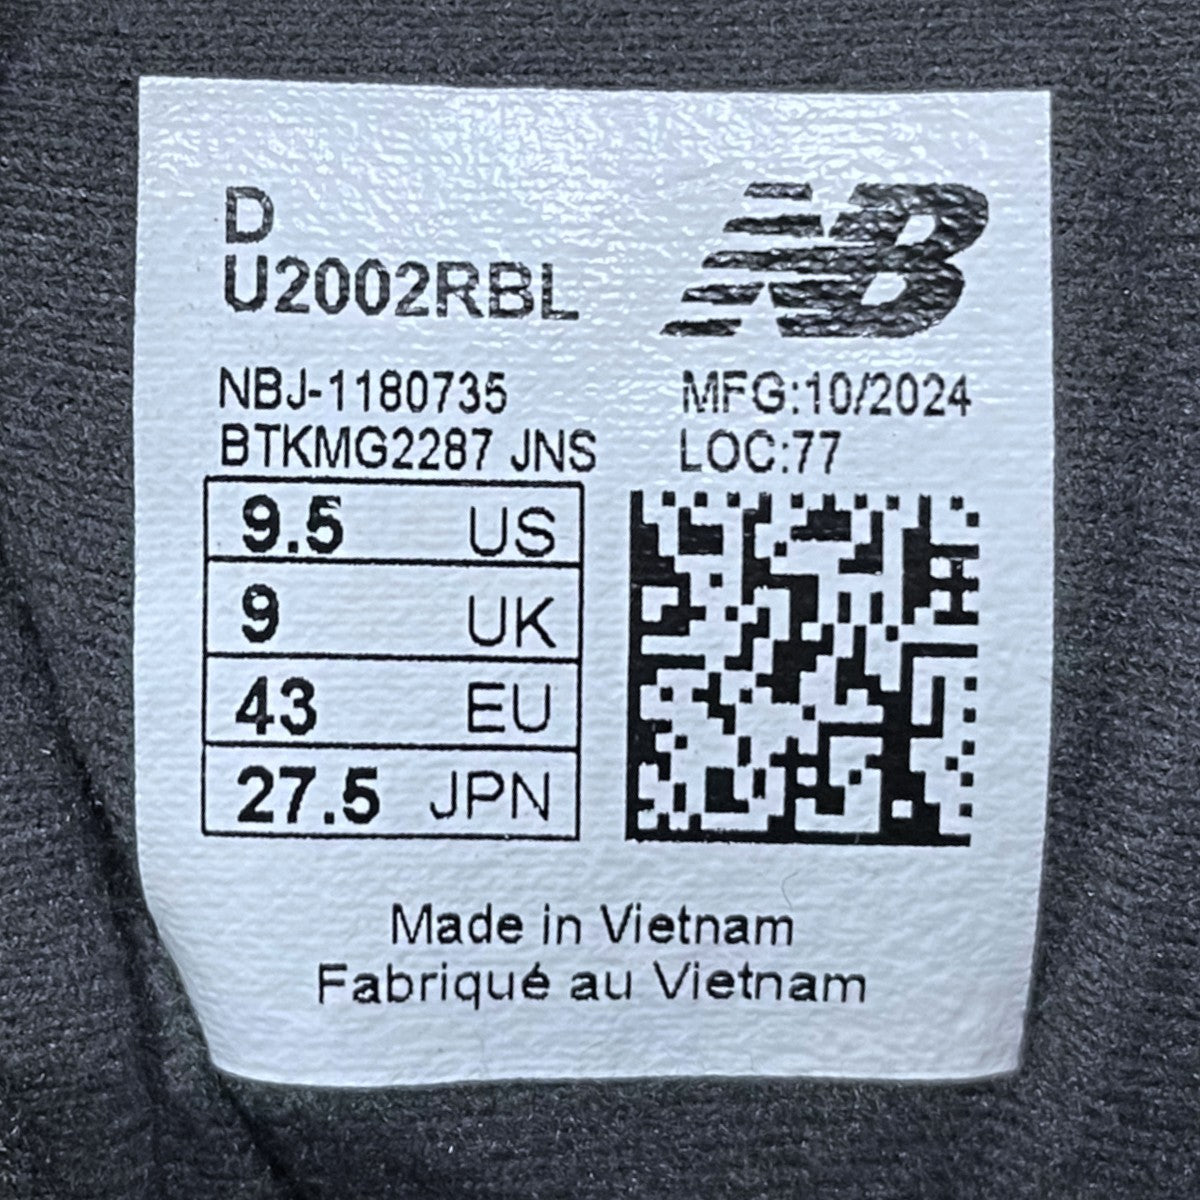 D
U2002RBL
NB
NBJ-1180735
BTKMG2287 JNS
MFG:10/2024
LOC:77
9.5 US
9 UK
43 EU
27.5 JPN
Made in Vietnam
Fabriqué au Vietnam